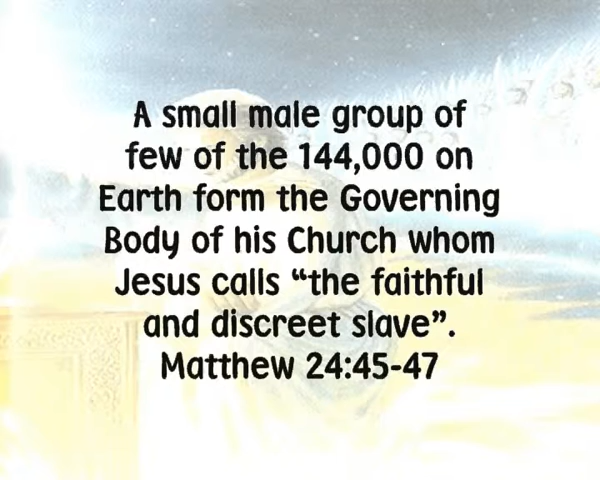 A small male group of
few of the 144,000 on
Earth form the Governing
Body of his Church whom
Jesus calls “the faithful
and discreet slave”.
Matthew 24:45-47